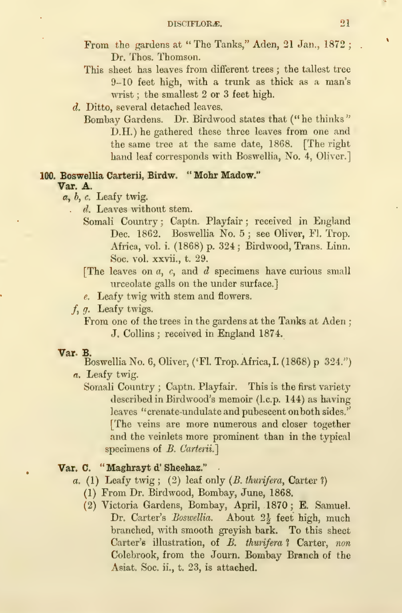 DISCIFLORÆ. 21
From the gardens at "The Tanks," Aden, 21 Jan., 1872 ;
Dr. Thos. Thomson.
This sheet has leaves from different trees ; the tallest tree
9–10 feet high, with a trunk as thick as a man's
wrist ; the smallest 2 or 3 feet high.
d. Ditto, several detached leaves.
Bombay Gardens. Dr. Birdwood states that ("he thinks"
D.H.) he gathered these three leaves from one and
the same tree at the same date, 1868. [The right
hand leaf corresponds with Boswellia, No. 4, Oliver.]
100. Boswellia Carterii, Birdw. "Mohr Madow."
Var. A.
a, b, c. Leafy twig.
d. Leaves without stem.
Somali Country ; Captn. Playfair ; received in England
Dec. 1862. Boswellia No. 5 ; see Oliver, Fl. Trop.
Africa, vol. i. (1868) p. 324 ; Birdwood, Trans. Linn.
Soc. vol. xxvii., t. 29.
[The leaves on a, c, and d specimens have curious small
urceolate galls on the under surface.]
e. Leafy twig with stem and flowers.
f, g. Leafy twigs.
From one of the trees in the gardens at the Tanks at Aden ;
J. Collins ; received in England 1874.
Var. B.
Boswellia No. 6, Oliver, ('Fl. Trop. Africa, I. (1868) p 324.")
a. Leafy twig.
Somali Country ; Captn. Playfair. This is the first variety
described in Birdwood's memoir (l.c.p. 144) as having
leaves "crenate-undulate and pubescent on both sides."
[The veins are more numerous and closer together
and the veinlets more prominent than in the typical
specimens of B. Carterii.]
Var. C. "Maghrayt d' Sheehaz."
a. (1) Leafy twig ; (2) leaf only (B. thurifera, Carter ?)
(1) From Dr. Birdwood, Bombay, June, 1868.
(2) Victoria Gardens, Bombay, April, 1870 ; E. Samuel.
Dr. Carter's Boswellia. About 2½ feet high, much
branched, with smooth greyish bark. To this sheet
Carter's illustration, of B. thurifera ? Carter, non
Colebrook, from the Journ. Bombay Branch of the
Asiat. Soc. ii., t. 23, is attached.